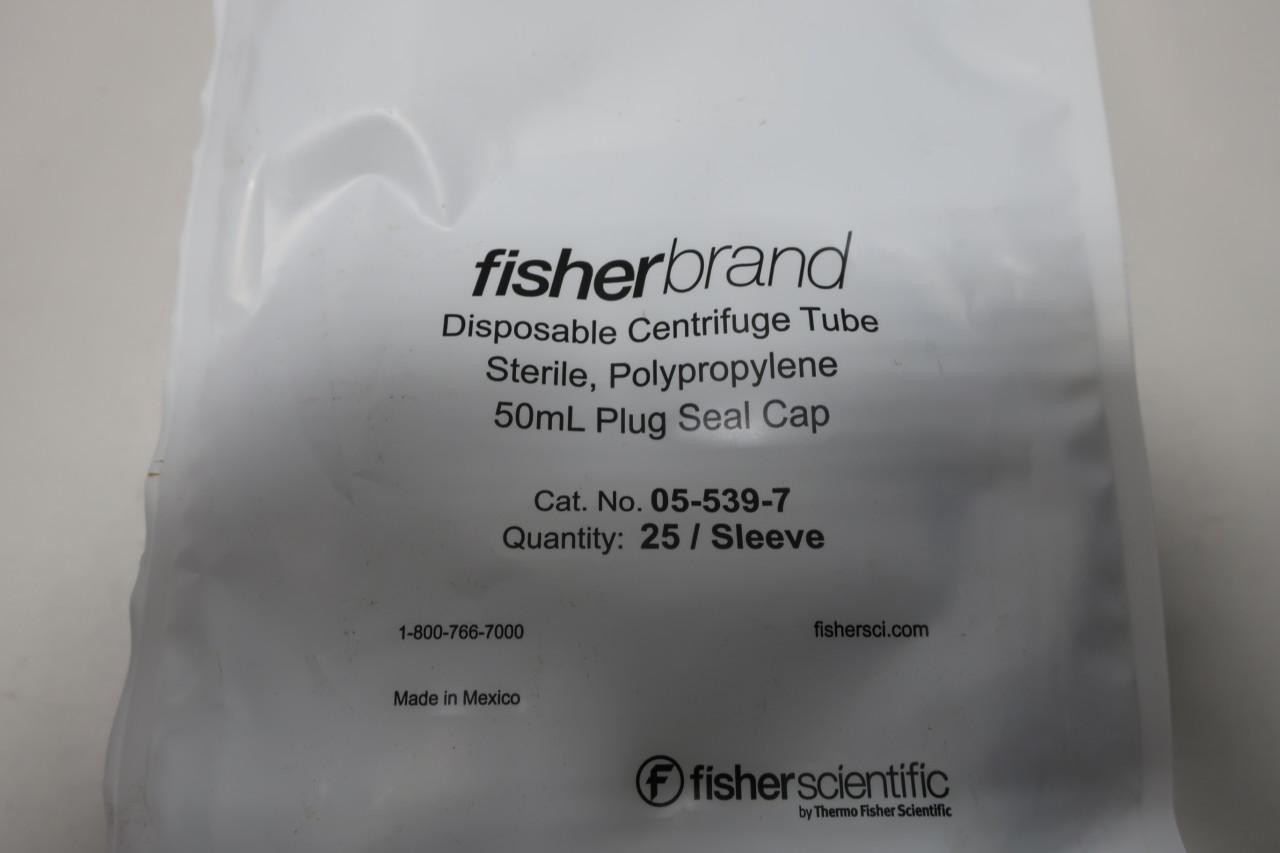 fisherbrand
Disposable Centrifuge Tube
Sterile, Polypropylene
50mL Plug Seal Cap
Cat. No. 05-539-7
Quantity: 25 / Sleeve
1-800-766-7000 fishersci.com
Made in Mexico
F fisherscientific
by Thermo Fisher Scientific